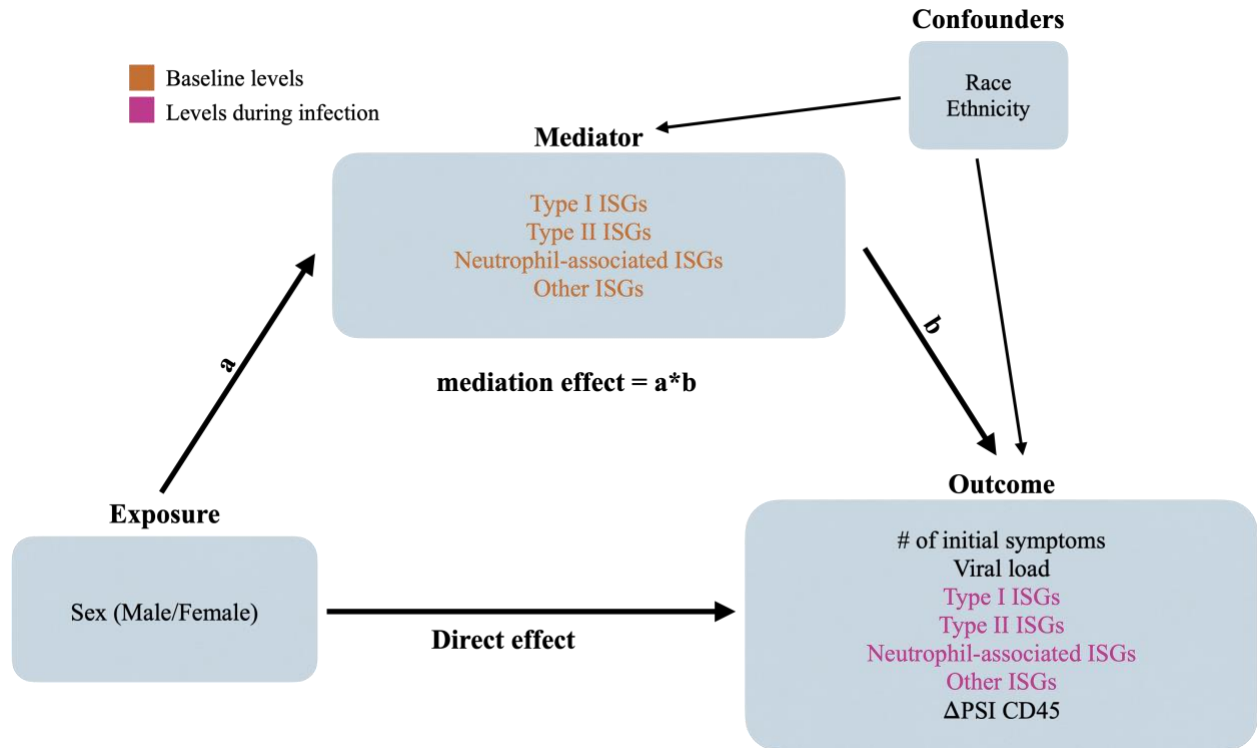 Confounders
Race
Ethnicity
Baseline levels
Levels during infection
Mediator
Type I ISGs
Type II ISGs
Neutrophil-associated ISGs
Other ISGs
a
b
mediation effect = a*b
Exposure
Sex (Male/Female)
Direct effect
Outcome
# of initial symptoms
Viral load
Type I ISGs
Type II ISGs
Neutrophil-associated ISGs
Other ISGs
ΔPSI CD45